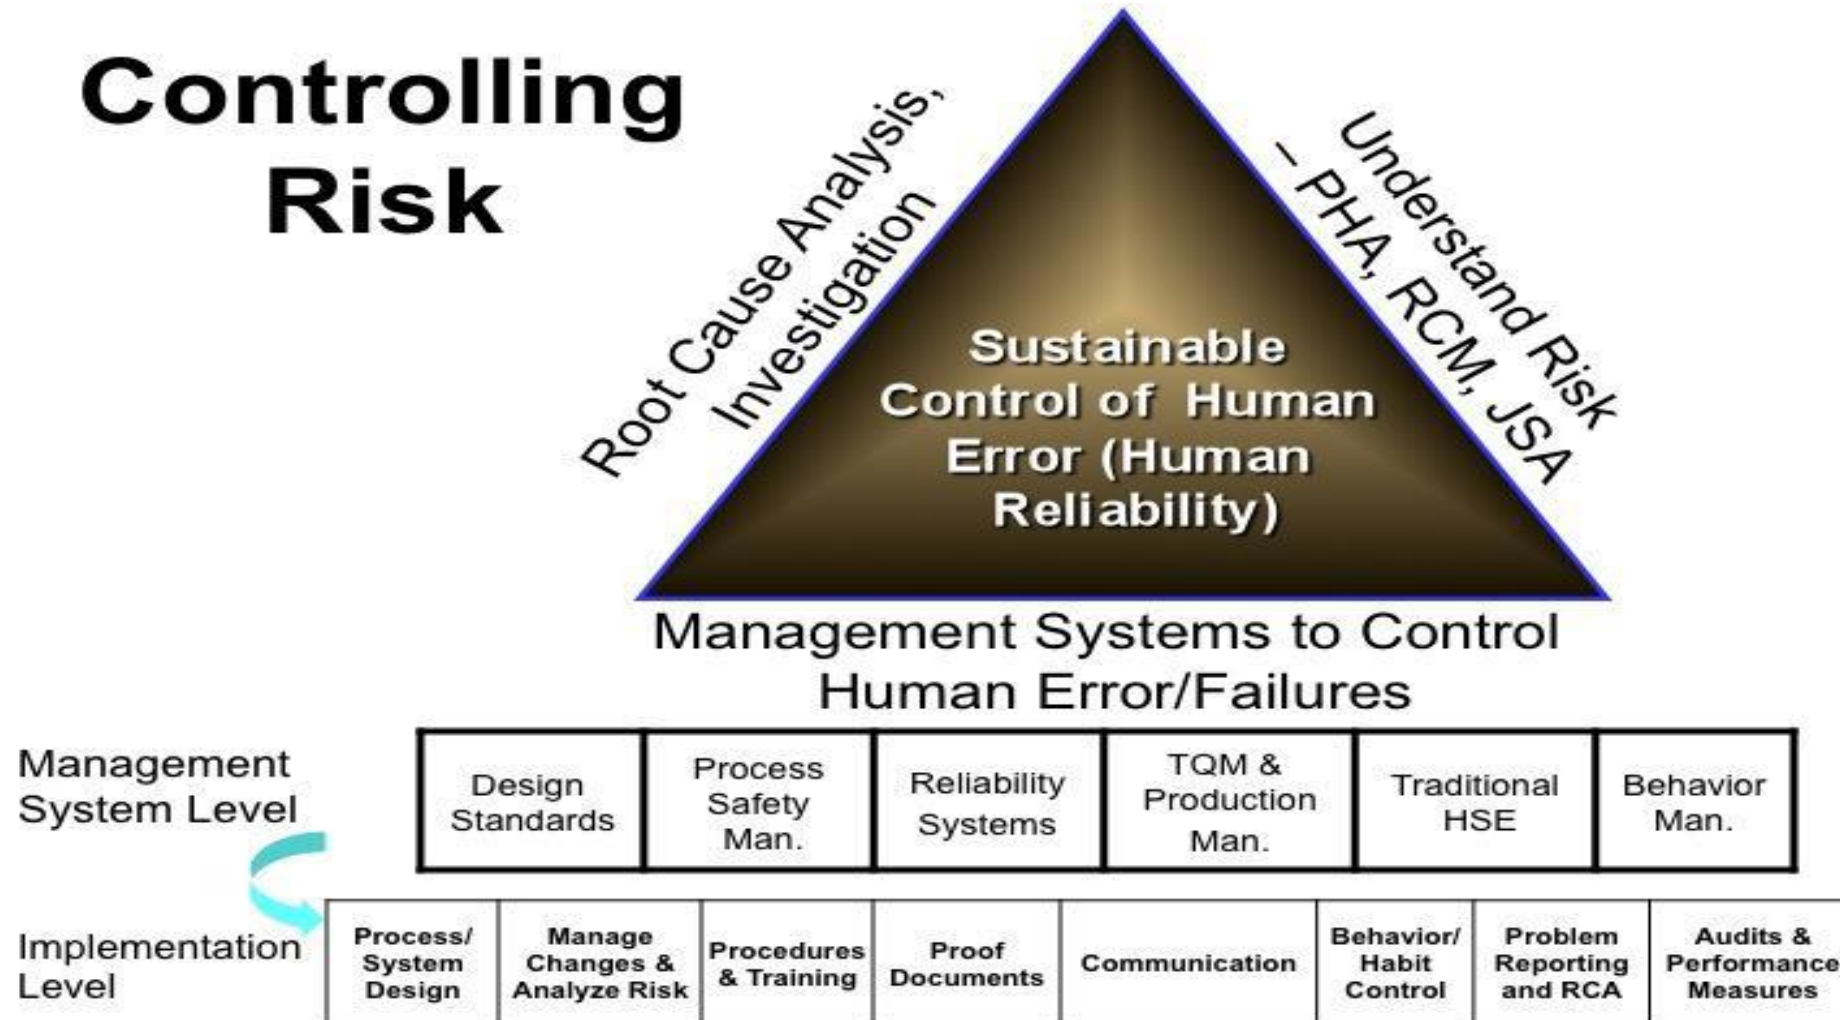 Controlling
Risk
Root Cause Analysis,
Investigation
Understand Risk
– PHA, RCM, JSA
Sustainable
Control of Human
Error (Human
Reliability)
Management Systems to Control
Human Error/Failures
Management
System Level
Design
Standards
Process
Safety
Man.
Reliability
Systems
TQM &
Production
Man.
Traditional
HSE
Behavior
Man.
Implementation
Level
Process/
System
Design
Manage
Changes &
Analyze Risk
Procedures
& Training
Proof
Documents
Communication
Behavior/
Habit
Control
Problem
Reporting
and RCA
Audits &
Performance
Measures